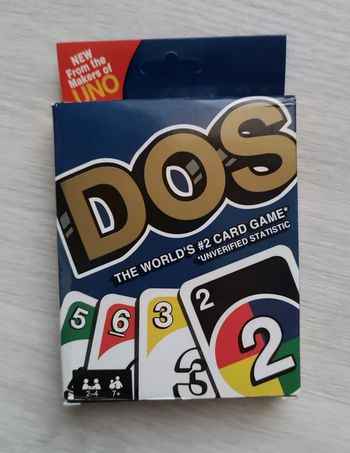 NEW
From the
Makers of
UNO
DOS
THE WORLD'S #2 CARD GAME*
*UNVERIFIED STATISTIC
5
6
3
2
3
2
2-4
7+